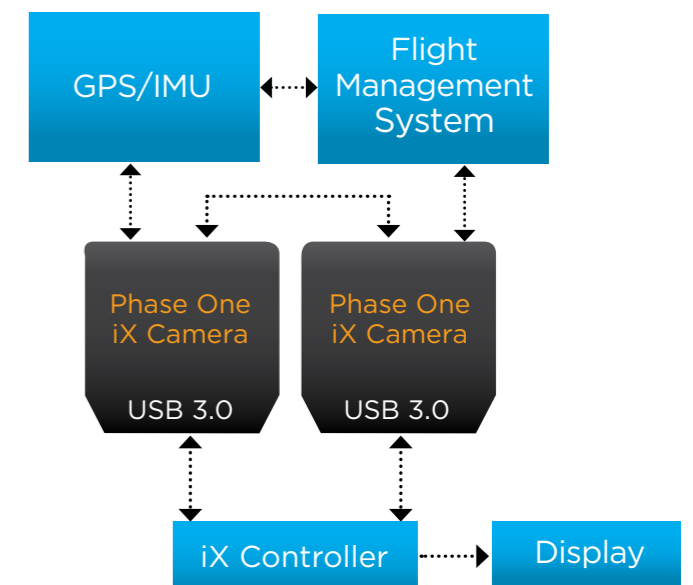 GPS/IMU
Flight
Management
System
Phase One
iX Camera
USB 3.0
Phase One
iX Camera
USB 3.0
iX Controller
Display